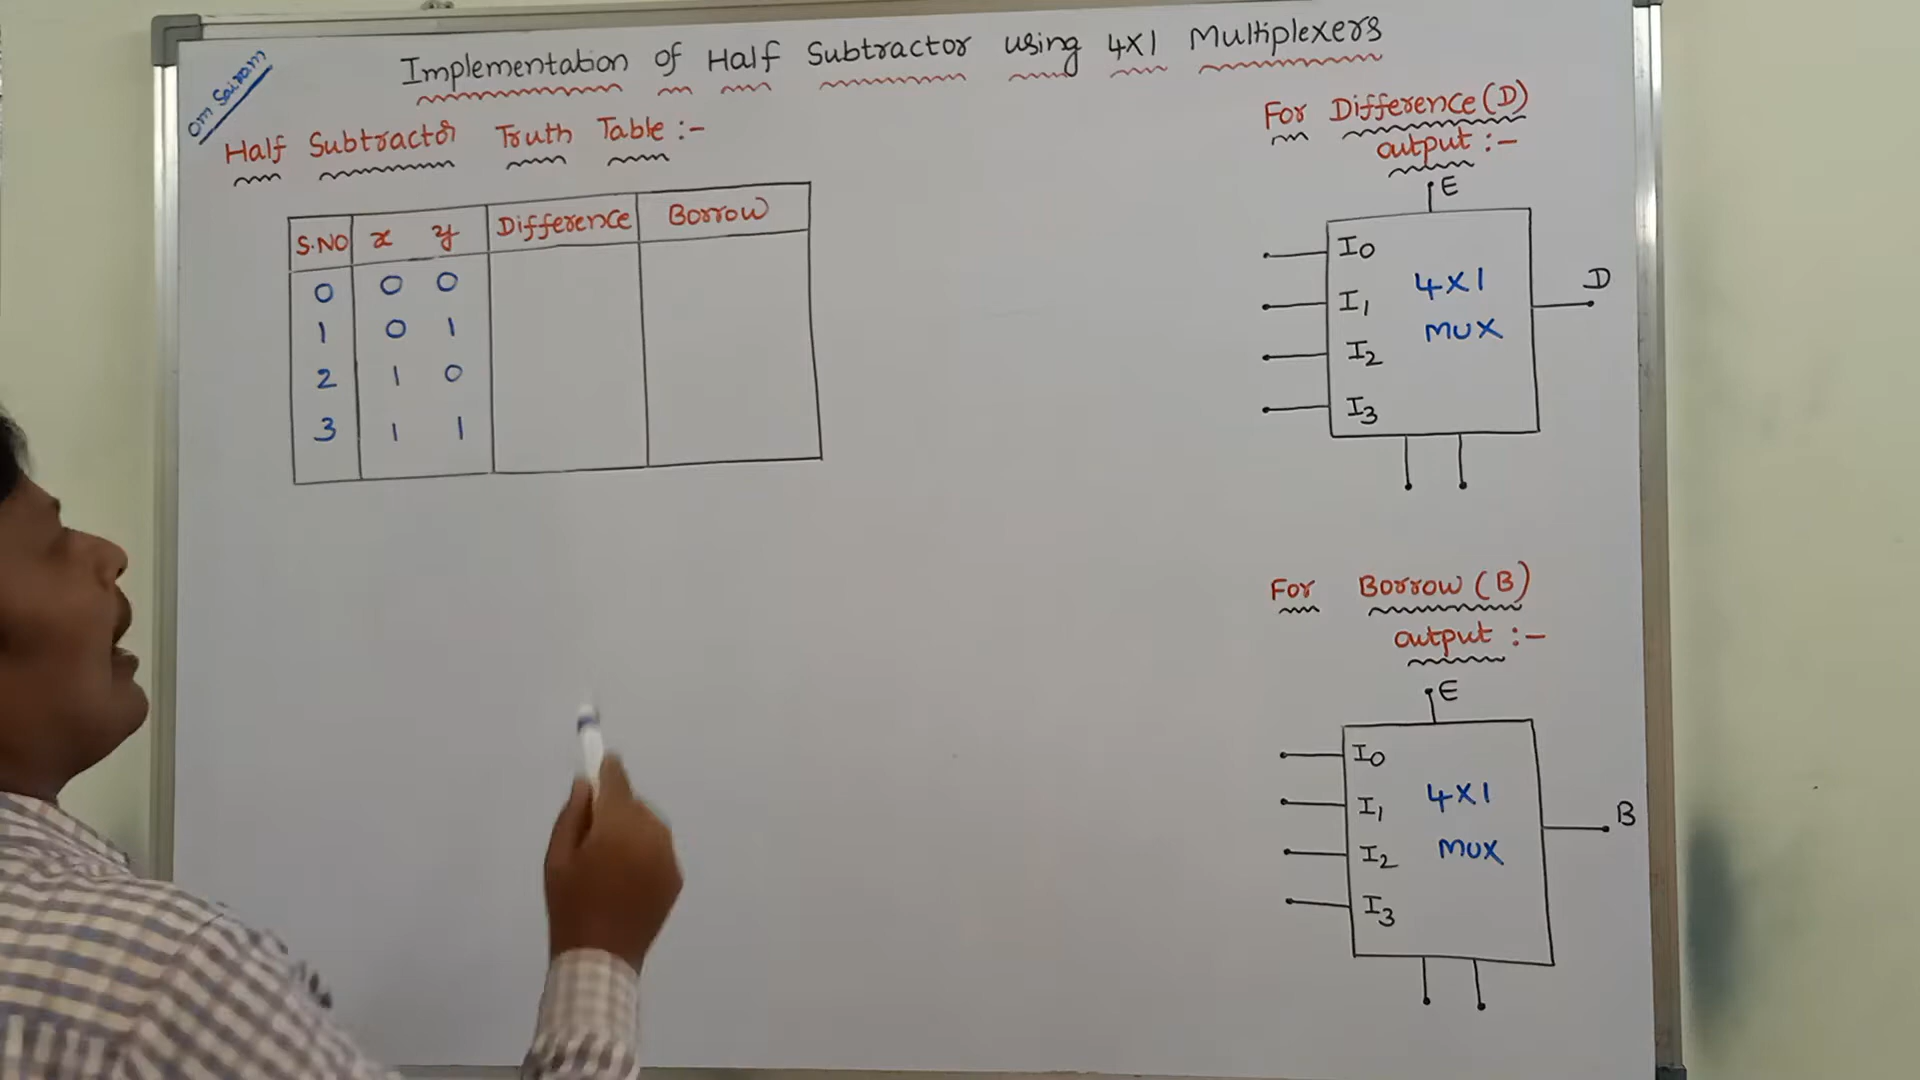 Om Sairam
Implementation of Half Subtractor using 4X1 Multiplexers
Half Subtractor Truth Table :-
S.NO x y Difference Borrow
0 0 0
1 0 1
2 1 0
3 1 1
For Difference(D)
output :-
E
I0
I1
I2
I3
4X1
MUX
D
For Borrow(B)
output :-
E
I0
I1
I2
I3
4X1
MUX
B